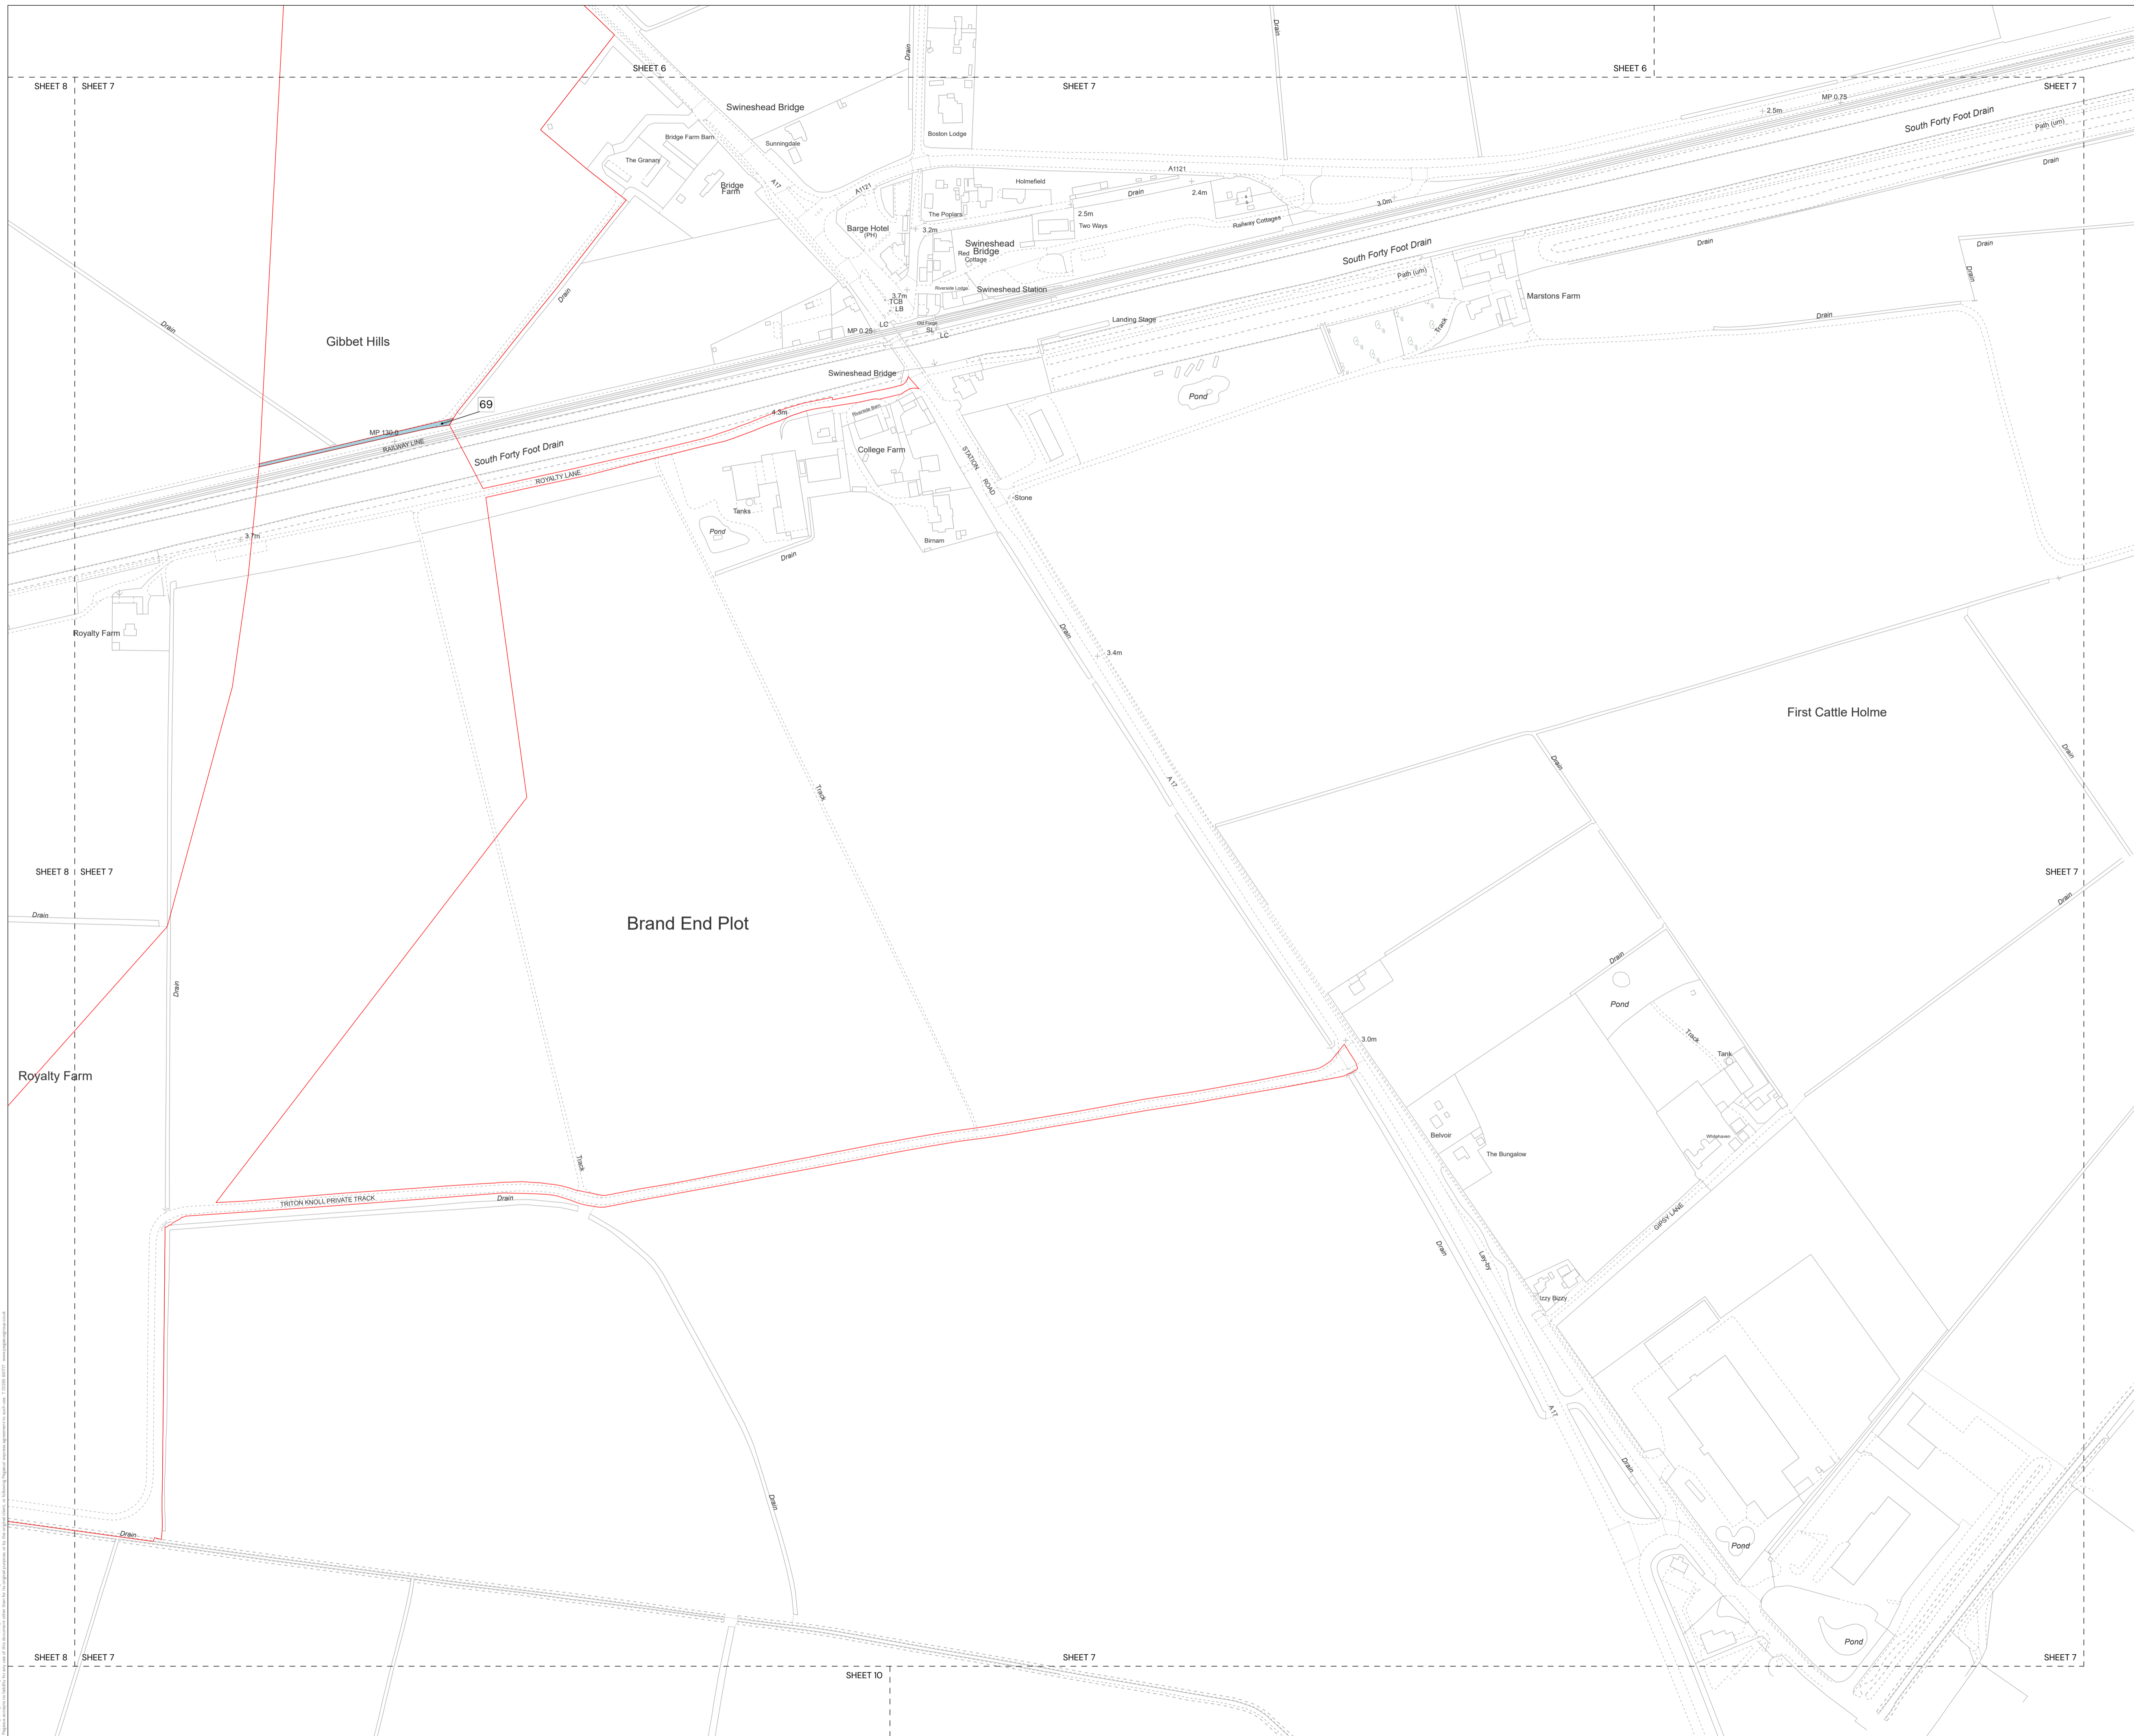 Drain
Drain
SHEET 6
SHEET 6
SHEET 8
SHEET 7
SHEET 7
SHEET 7
Swineshead Bridge
MP 0.75
2.5m
South Forty Foot Drain
Path (um)
Drain
Bridge Farm Barn
Sunningdale
Boston Lodge
The Granary
Bridge
Farm
A17
A1121
A1121
Holmefield
Drain
2.4m
The Poplars
2.5m
Two Ways
3.0m
Railway Cottages
Barge Hotel
(PH)
3.2m
Swineshead
Bridge
Red
Cottage
South Forty Foot Drain
Path (um)
Drain
Drain
Drain
Riverside Lodge
Swineshead Station
3.7m
TCB
LB
Marstons Farm
Drain
Drain
Gibbet Hills
LC
Old Forge
SL
LC
MP 0.25
Landing Stage
Track
Drain
Drain
Swineshead Bridge
Pond
69
4.3m
Riverside Barn
MP 130.0
RAILWAY LINE
South Forty Foot Drain
College Farm
STATION
ROAD
ROYALTY LANE
Stone
Tanks
Pond
Birnam
Drain
3.7m
Royalty Farm
Drain
3.4m
First Cattle Holme
Drain
Drain
A17
Track
SHEET 8
SHEET 7
SHEET 7
Drain
Drain
Brand End Plot
Drain
Drain
Pond
Track
Tank
3.0m
Royalty Farm
Belvoir
The Bungalow
Whitehaven
Track
TRITON KNOLL PRIVATE TRACK
Drain
GIPSY LANE
Drain
Lay-by
Izzy Bizzy
A17
Drain
Drain
Drain
Pond
Pond
SHEET 8
SHEET 7
SHEET 7
SHEET 7
SHEET 10